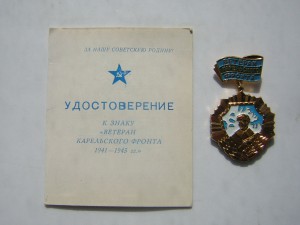 ЗА НАШУ СОВЕТСКУЮ РОДИНУ!
УДОСТОВЕРЕНИЕ
К ЗНАКУ
«ВЕТЕРАН
КАРЕЛЬСКОГО ФРОНТА
1941 - 1945 гг.»